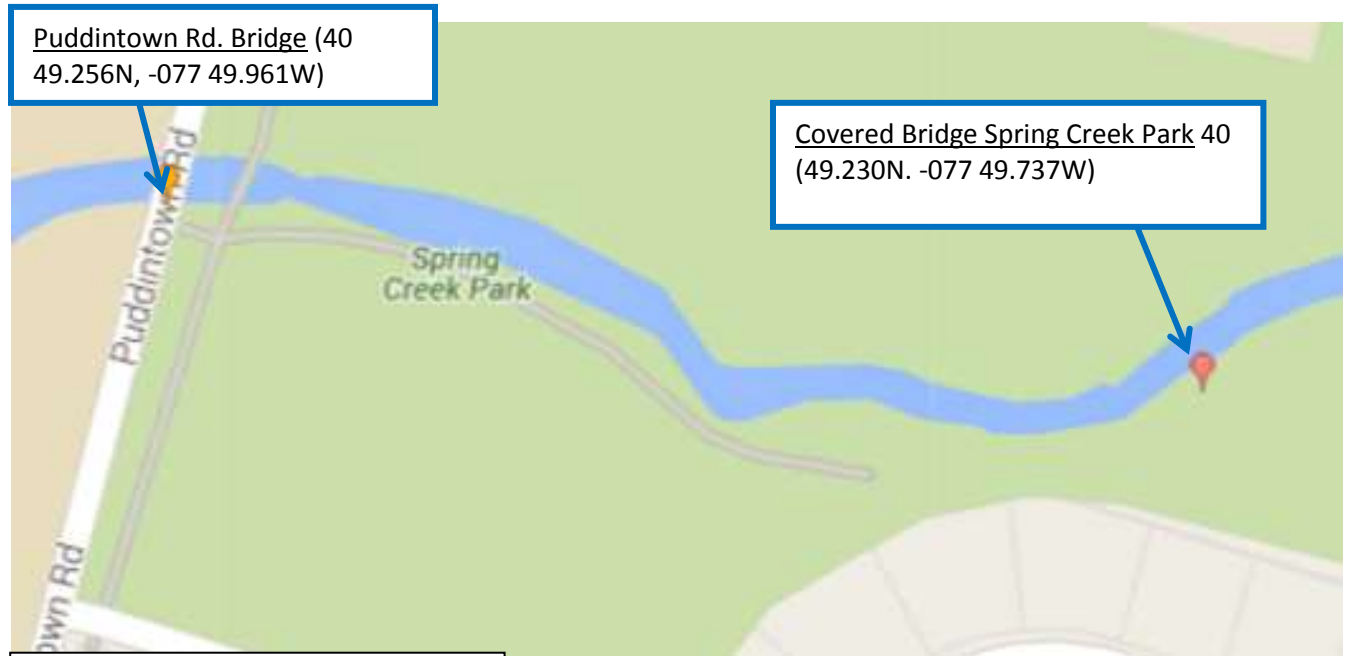 Puddintown Rd. Bridge (40
49.256N, -077 49.961W)
Covered Bridge Spring Creek Park 40
(49.230N. -077 49.737W)
Puddintown Rd
Spring
Creek Park
own Rd